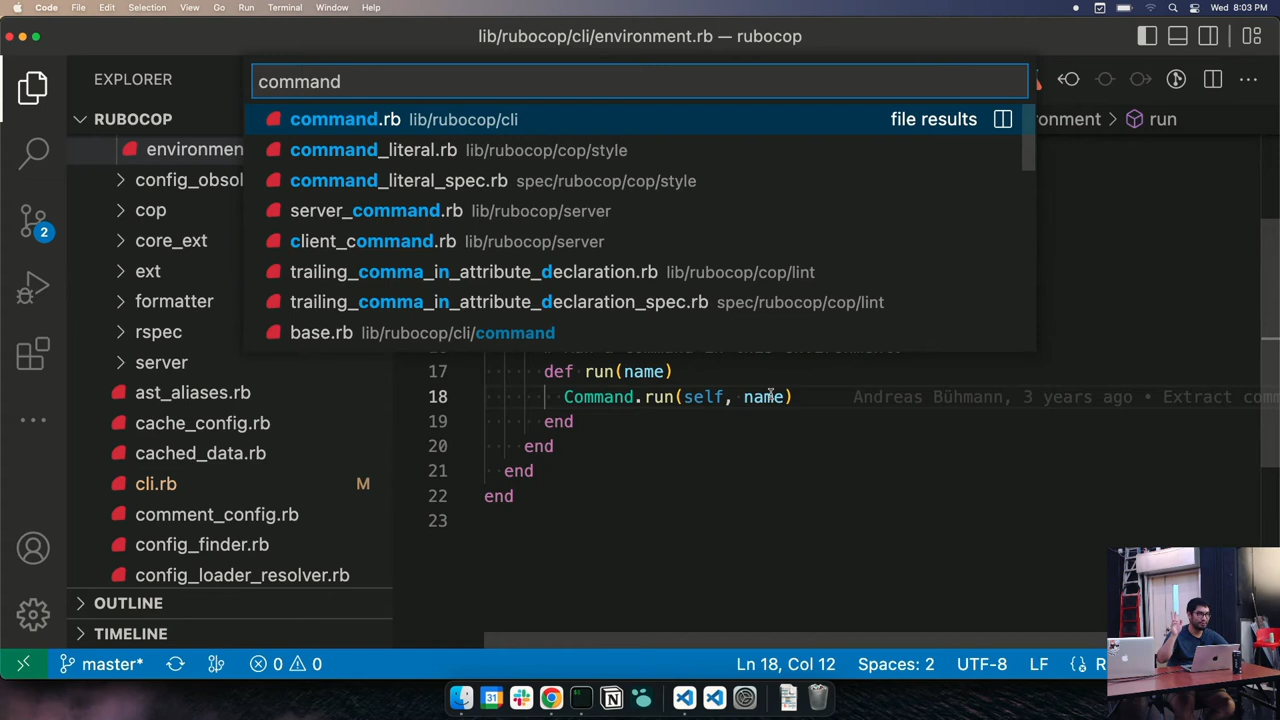 Code File Edit Selection View Go Run Terminal Window Help Wed 8:03 PM
lib/rubocop/cli/environment.rb — rubocop
EXPLORER
command
RUBOCOP
command.rb lib/rubocop/cli file results
ronment > run
environmen
command_literal.rb lib/rubocop/cop/style
config_obsol
command_literal_spec.rb spec/rubocop/cop/style
cop
server_command.rb lib/rubocop/server
core_ext
client_command.rb lib/rubocop/server
ext
trailing_comma_in_attribute_declaration.rb lib/rubocop/cop/lint
formatter
trailing_comma_in_attribute_declaration_spec.rb spec/rubocop/cop/lint
rspec
base.rb lib/rubocop/cli/command
server
17 def run(name)
ast_aliases.rb
18 Command.run(self, name) Andreas Bühmann, 3 years ago • Extract com
cache_config.rb
19 end
cached_data.rb
20 end
21 end
cli.rb M
22 end
comment_config.rb
23
config_finder.rb
config_loader_resolver.rb
OUTLINE
TIMELINE
2
master* 0 0 Ln 18, Col 12 Spaces: 2 UTF-8 LF {} R
31